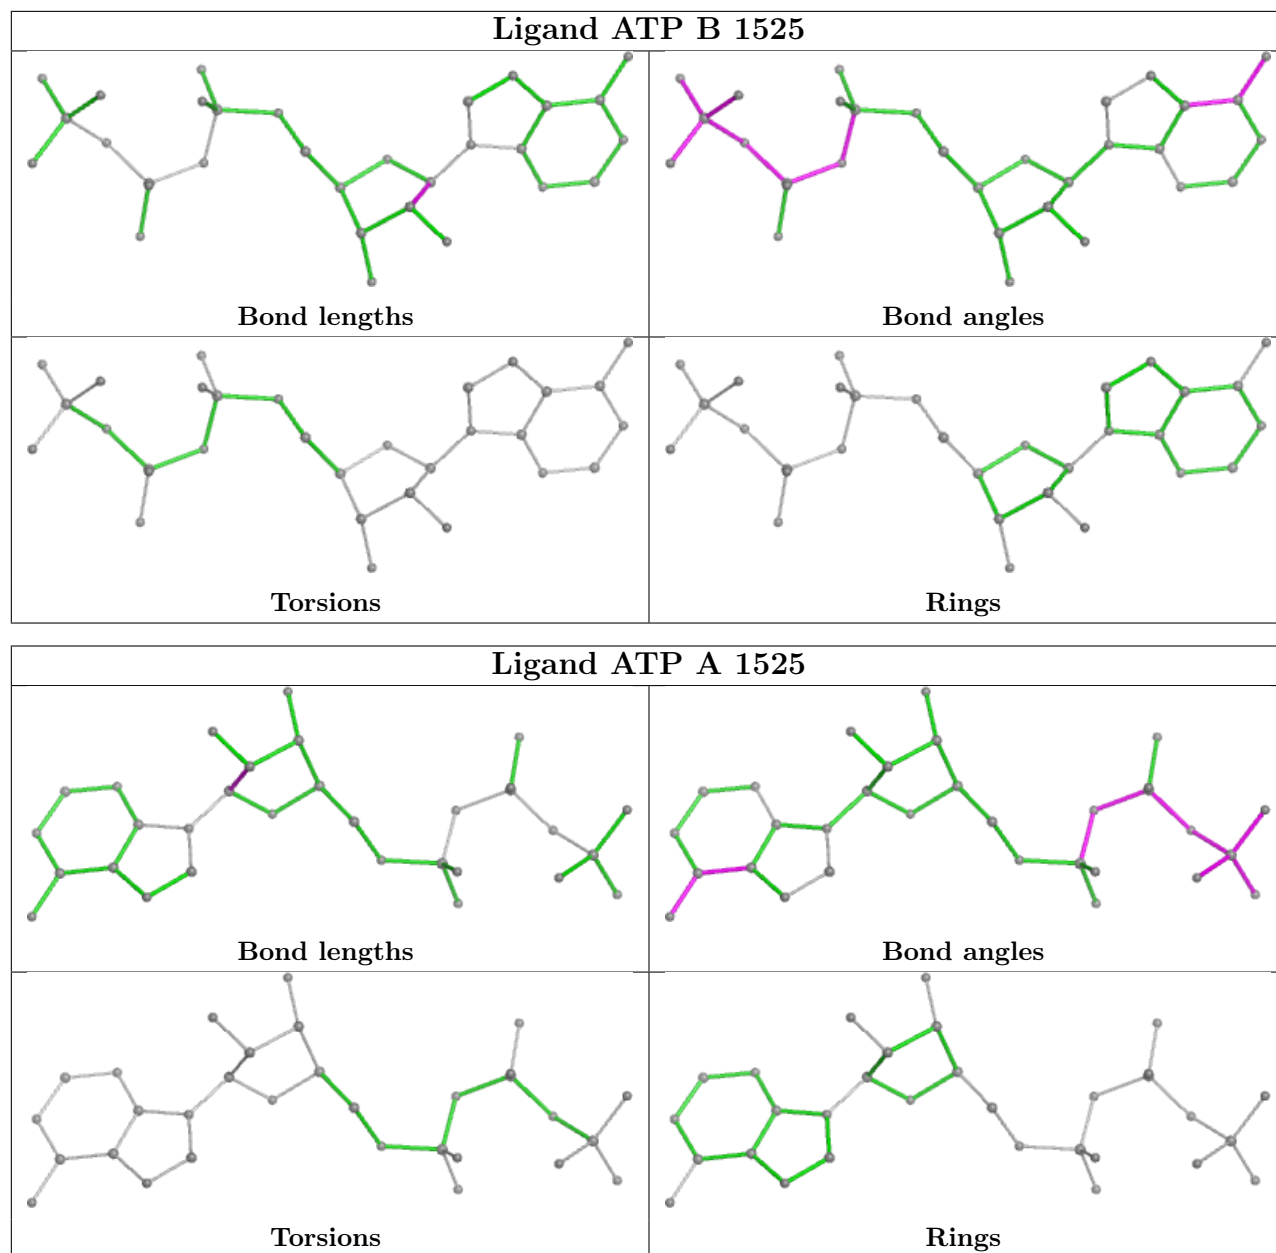 Ligand ATP B 1525
Bond lengths
Bond angles
Torsions
Rings
Ligand ATP A 1525
Bond lengths
Bond angles
Torsions
Rings